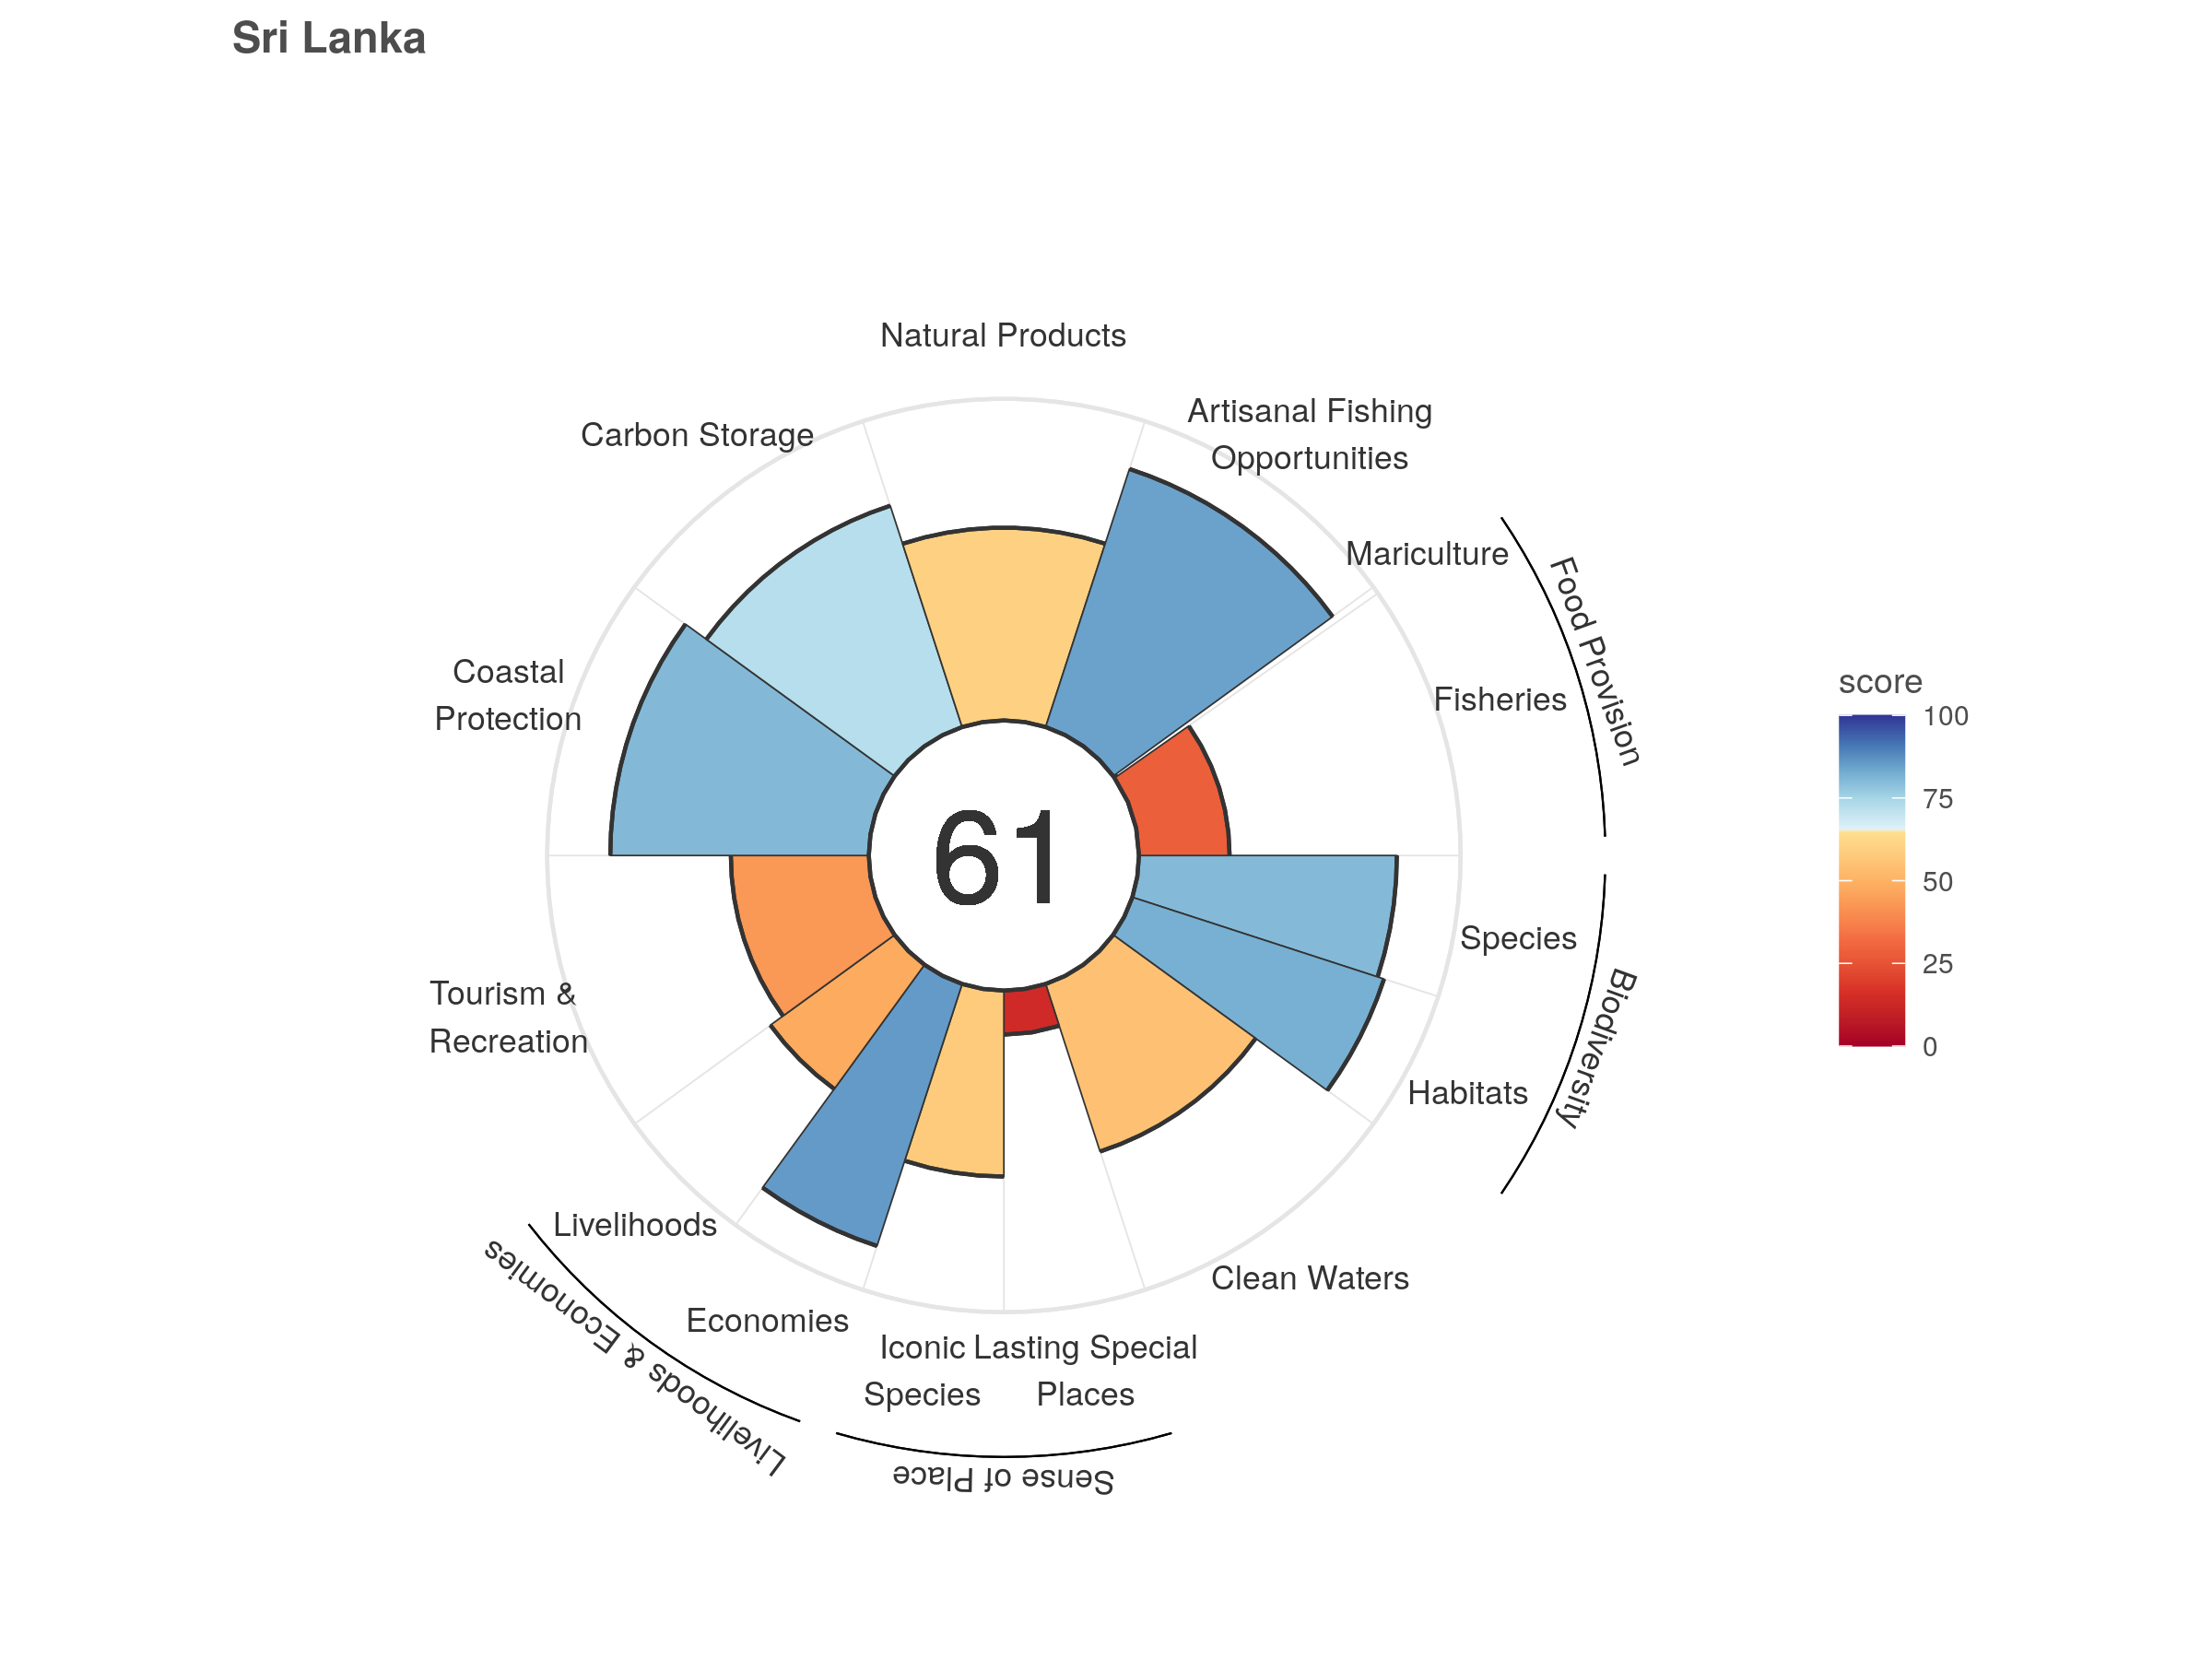 Sri Lanka
Natural Products
Artisanal Fishing
Opportunities
Carbon Storage
Mariculture
Food Provision
Fisheries
Coastal
Protection
61
score
100
75
50
25
0
Species
Biodiversity
Habitats
Tourism &
Recreation
Clean Waters
Livelihoods
Economies
Livelihoods & Economies
Iconic
Species
Lasting Special
Places
Sense of Place